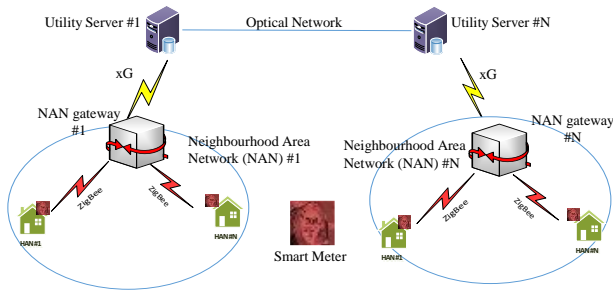 Utility Server #1
Optical Network
Utility Server #N
xG
xG
NAN gateway
#1
NAN gateway
#N
Neighbourhood Area
Network (NAN) #1
Neighbourhood Area
Network (NAN) #N
ZigBee
ZigBee
ZigBee
ZigBee
HAN#1
HAN#N
Smart Meter
HAN#1
HAN#N